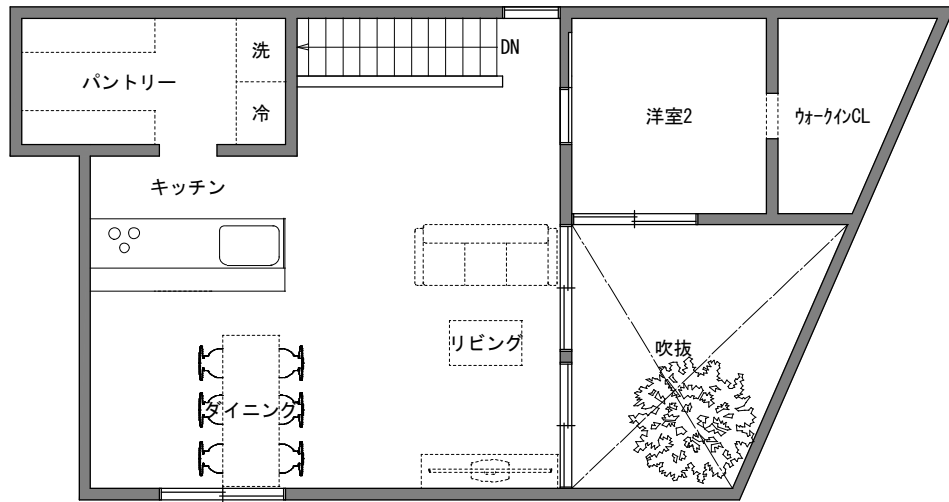 洗
DN
パントリー
冷
洋室2
ウォークインCL
キッチン
リビング
吹抜
ダイニング